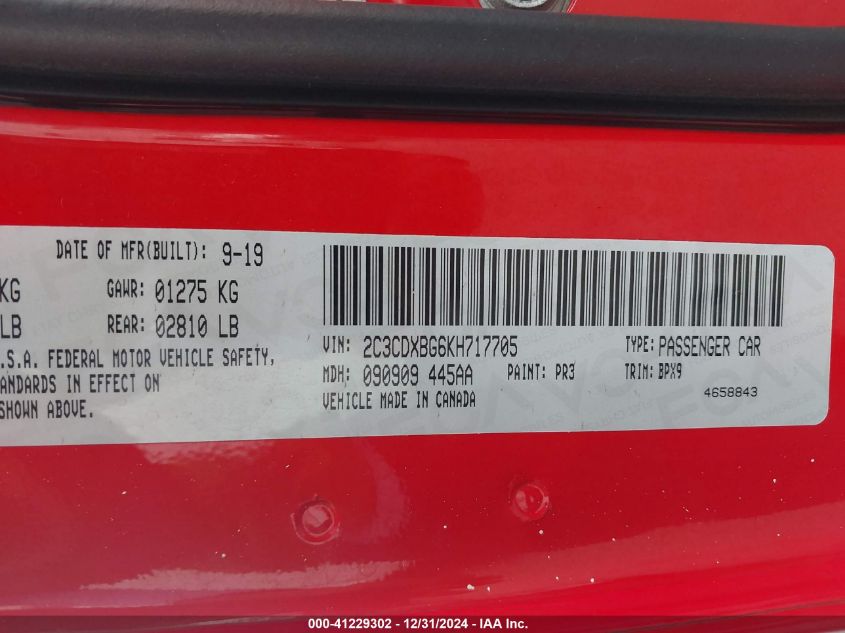 DATE OF MFR(BUILT): 9-19
KG GAWR: 01275 KG
LB REAR: 02810 LB
.S.A. FEDERAL MOTOR VEHICLE SAFETY,
ANDARDS IN EFFECT ON
SHOWN ABOVE.
VIN: 2C3CDXBG6KH717705 TYPE: PASSENGER CAR
MDH: 090909 445AA PAINT: PR3 TRIM: BPX9
VEHICLE MADE IN CANADA 4658843
000-41229302 - 12/31/2024 - IAA Inc.